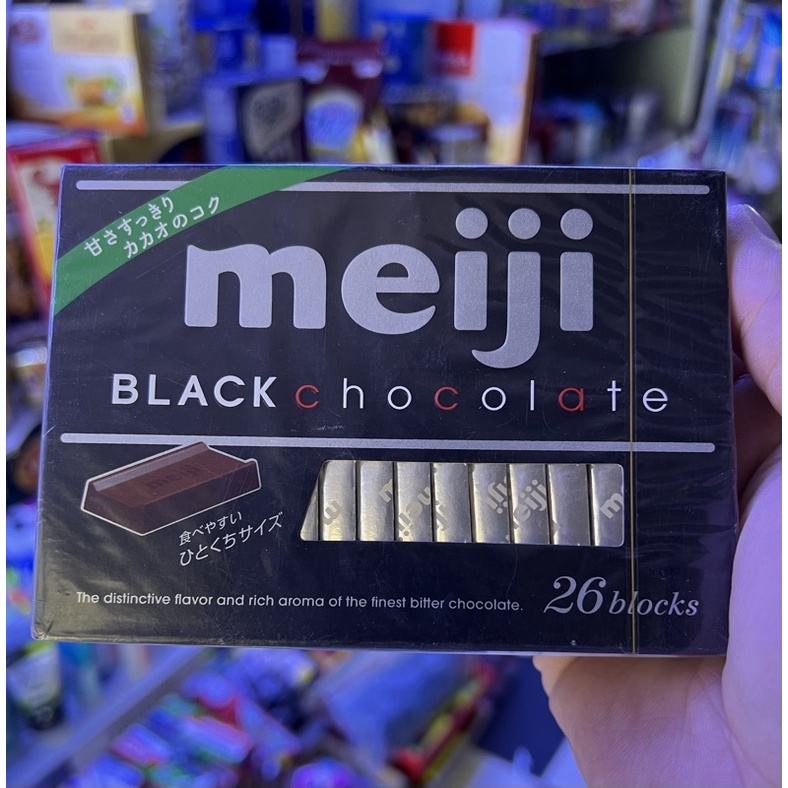 甘さすっきり
カカオのコク
meiji
BLACK chocolate
meiji
食べやすい
ひとくちサイズ
meiji
The distinctive flavor and rich aroma of the finest bitter chocolate.
26 blocks